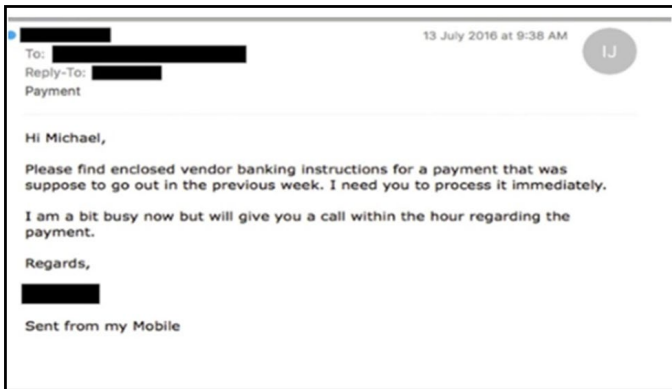 13 July 2016 at 9:38 AM
IJ
To:
Reply-To:
Payment
Hi Michael,
Please find enclosed vendor banking instructions for a payment that was
suppose to go out in the previous week. I need you to process it immediately.
I am a bit busy now but will give you a call within the hour regarding the
payment.
Regards,
Sent from my Mobile